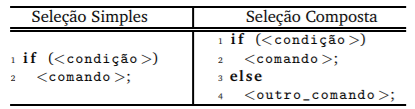 Seleção Simples
1 if (<condição>)
2 <comando>;
Seleção Composta
1 if (<condição>)
2 <comando>;
3 else
4 <outro_comando>;